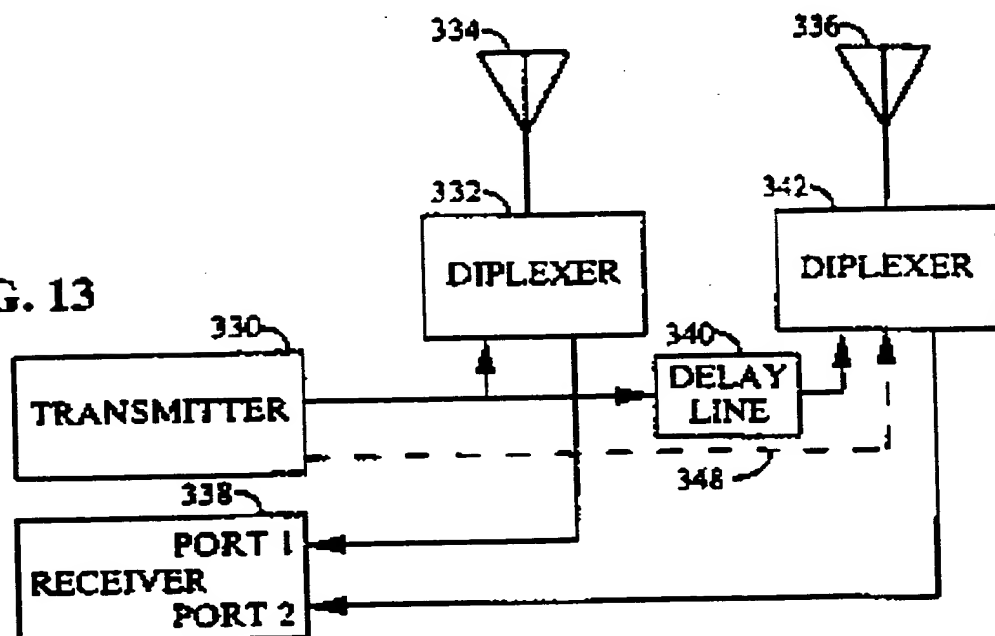 334
336
332
342
DIPLEXER
DIPLEXER
G. 13
330
340
TRANSMITTER
DELAY
LINE
348
338
PORT 1
RECEIVER
PORT 2